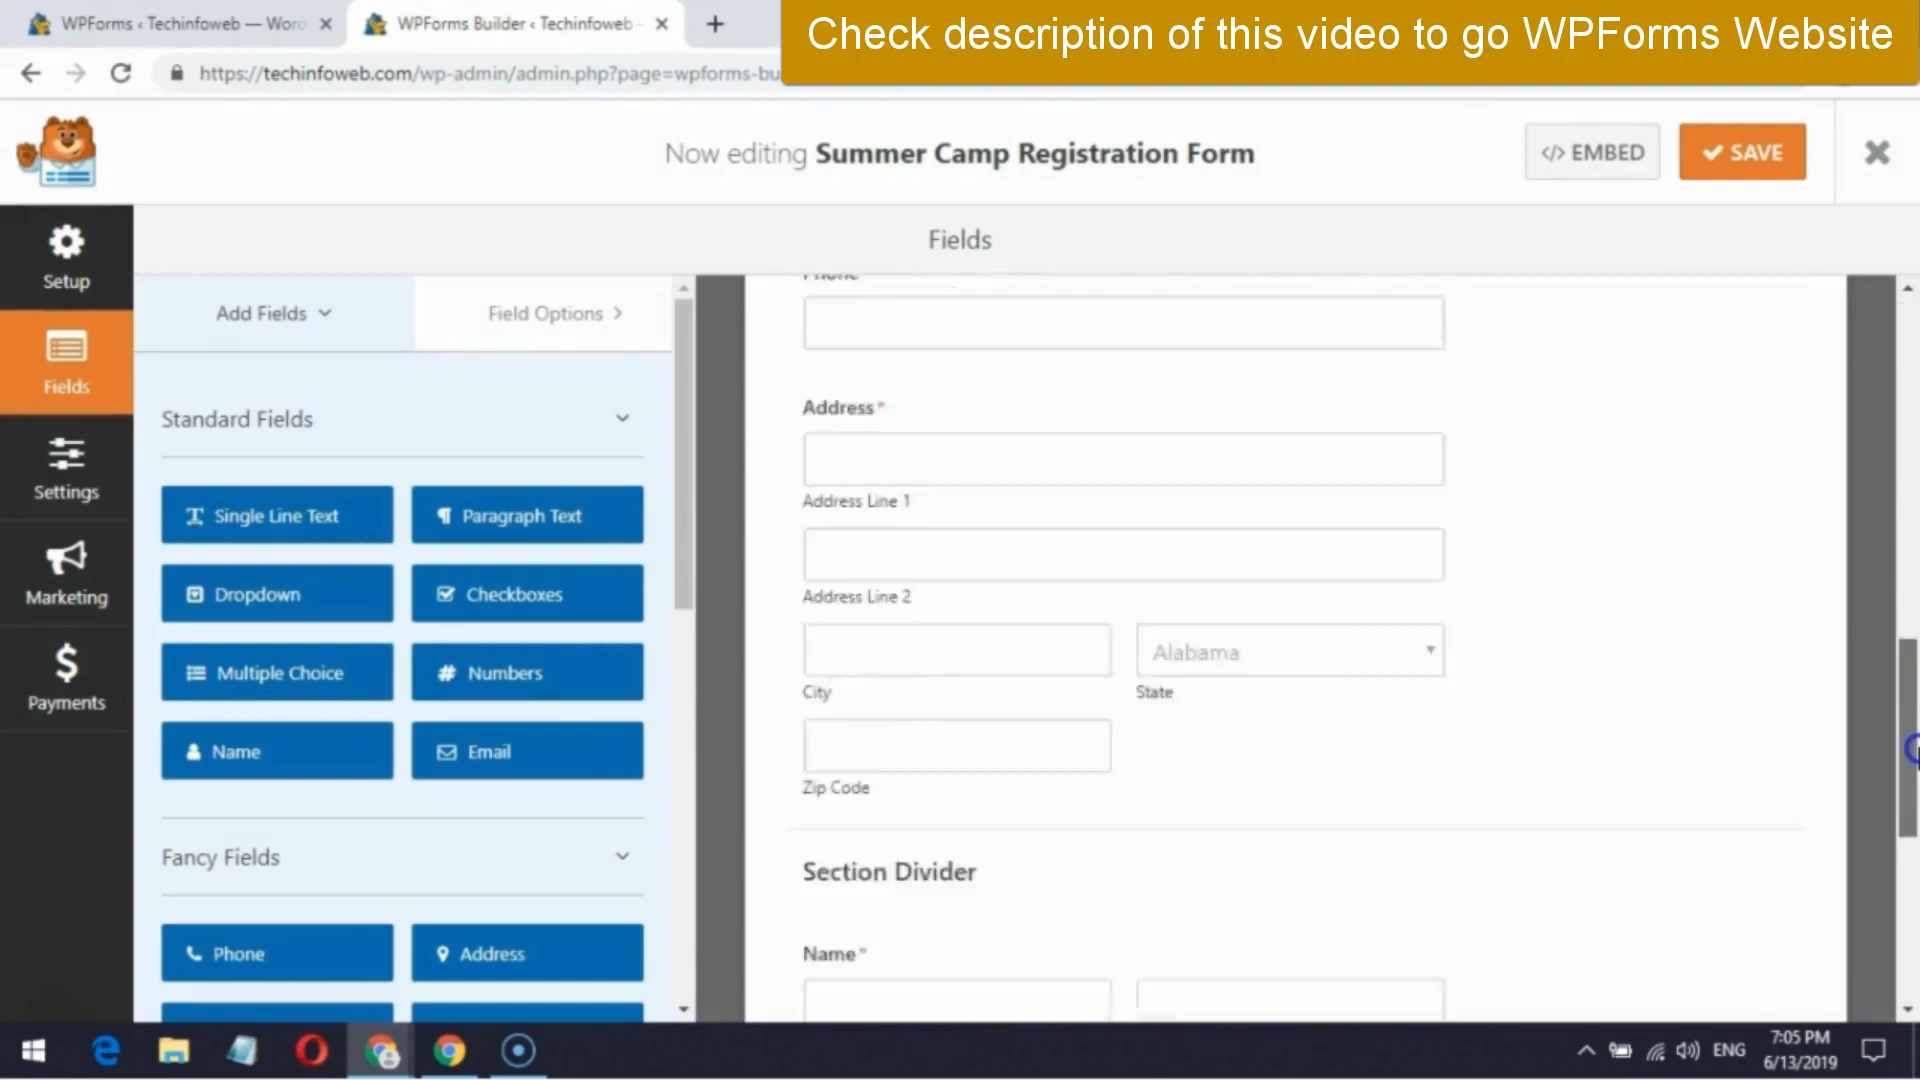 WPForms ‹ Techinfoweb — Word
WPForms Builder ‹ Techinfoweb -
Check description of this video to go WPForms Website
https://techinfoweb.com/wp-admin/admin.php?page=wpforms-bu
Now editing Summer Camp Registration Form
</> EMBED
SAVE
Fields
Setup
Fields
Settings
Marketing
Payments
Add Fields
Field Options
Standard Fields
Single Line Text
Paragraph Text
Dropdown
Checkboxes
Multiple Choice
Numbers
Name
Email
Fancy Fields
Phone
Address
Phone
Address*
Address Line 1
Address Line 2
Alabama
City
State
Zip Code
Section Divider
Name*
ENG
7:05 PM
6/13/2019